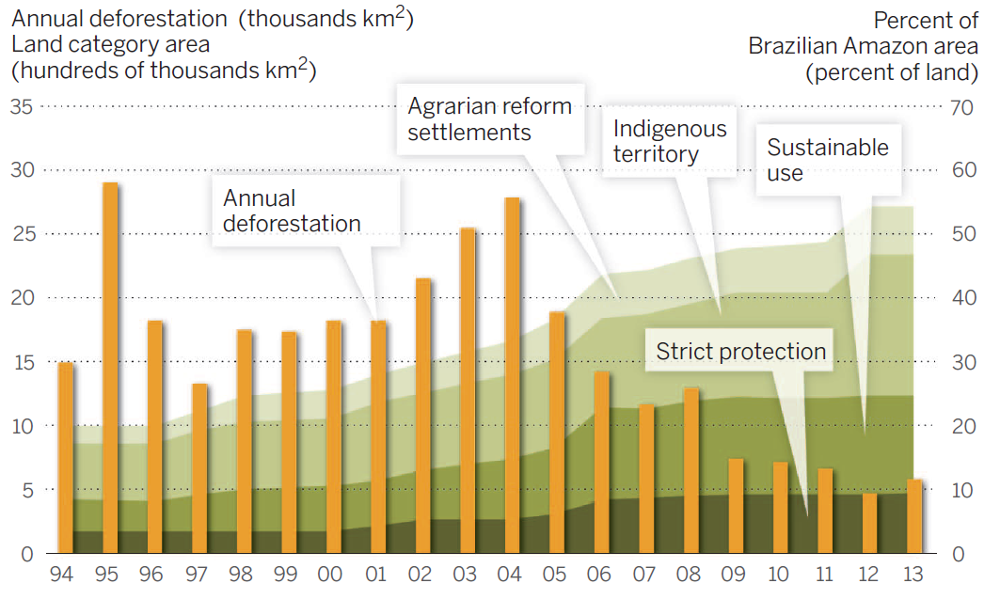 Annual deforestation (thousands km²)
Land category area
(hundreds of thousands km²)
Percent of
Brazilian Amazon area
(percent of land)
35
30
25
20
15
10
5
0
70
60
50
40
30
20
10
0
Annual
deforestation
Agrarian reform
settlements
Indigenous
territory
Sustainable
use
Strict protection
94 95 96 97 98 99 00 01 02 03 04 05 06 07 08 09 10 11 12 13